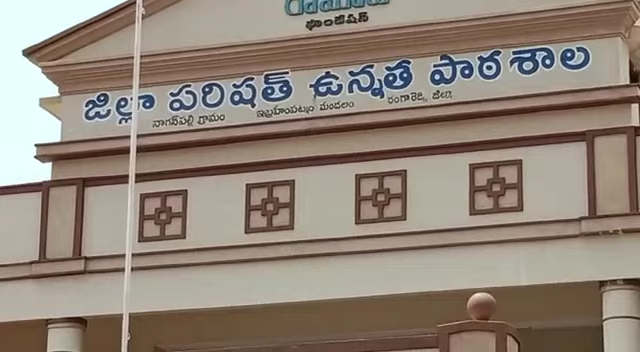 ఫౌండేషన్
జిల్లా పరిషత్ ఉన్నత పాఠశాల
నాగన్‌పల్లి గ్రామం ఇబ్రహీంపట్నం మండలం రంగారెడ్డి జిల్లా